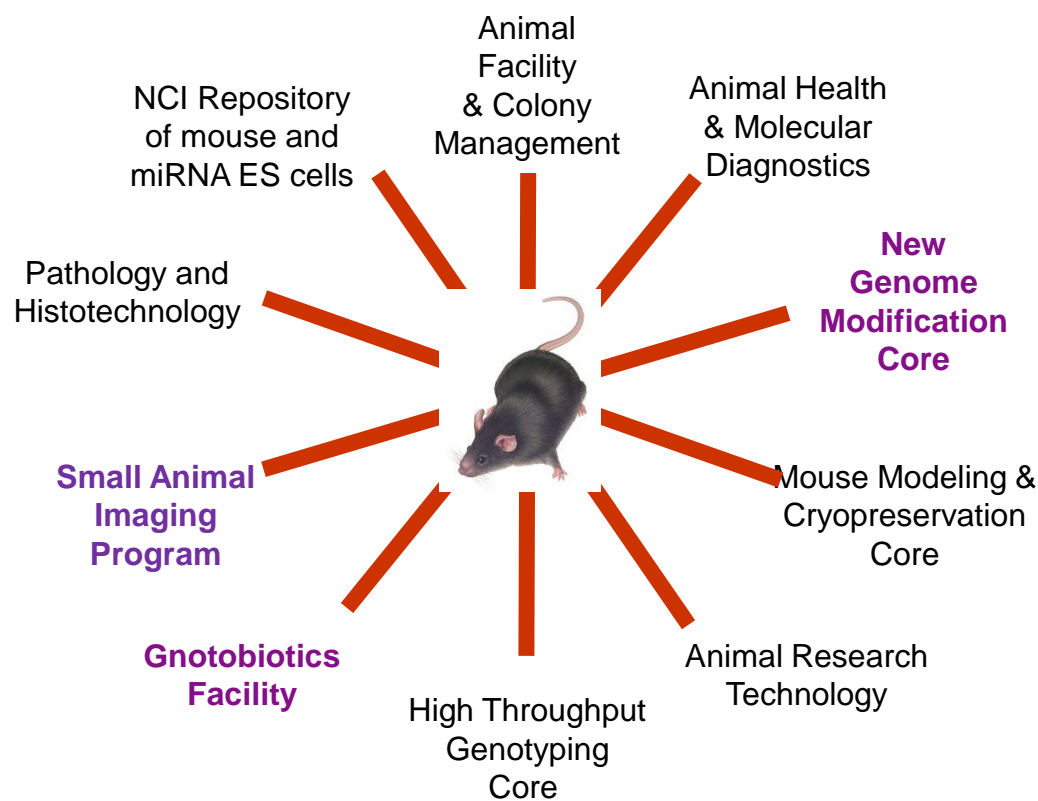 Animal
Facility
& Colony
Management
Animal Health
& Molecular
Diagnostics
New
Genome
Modification
Core
Mouse Modeling &
Cryopreservation
Core
Animal Research
Technology
High Throughput
Genotyping
Core
Gnotobiotics
Facility
Small Animal
Imaging
Program
Pathology and
Histotechnology
NCI Repository
of mouse and
miRNA ES cells